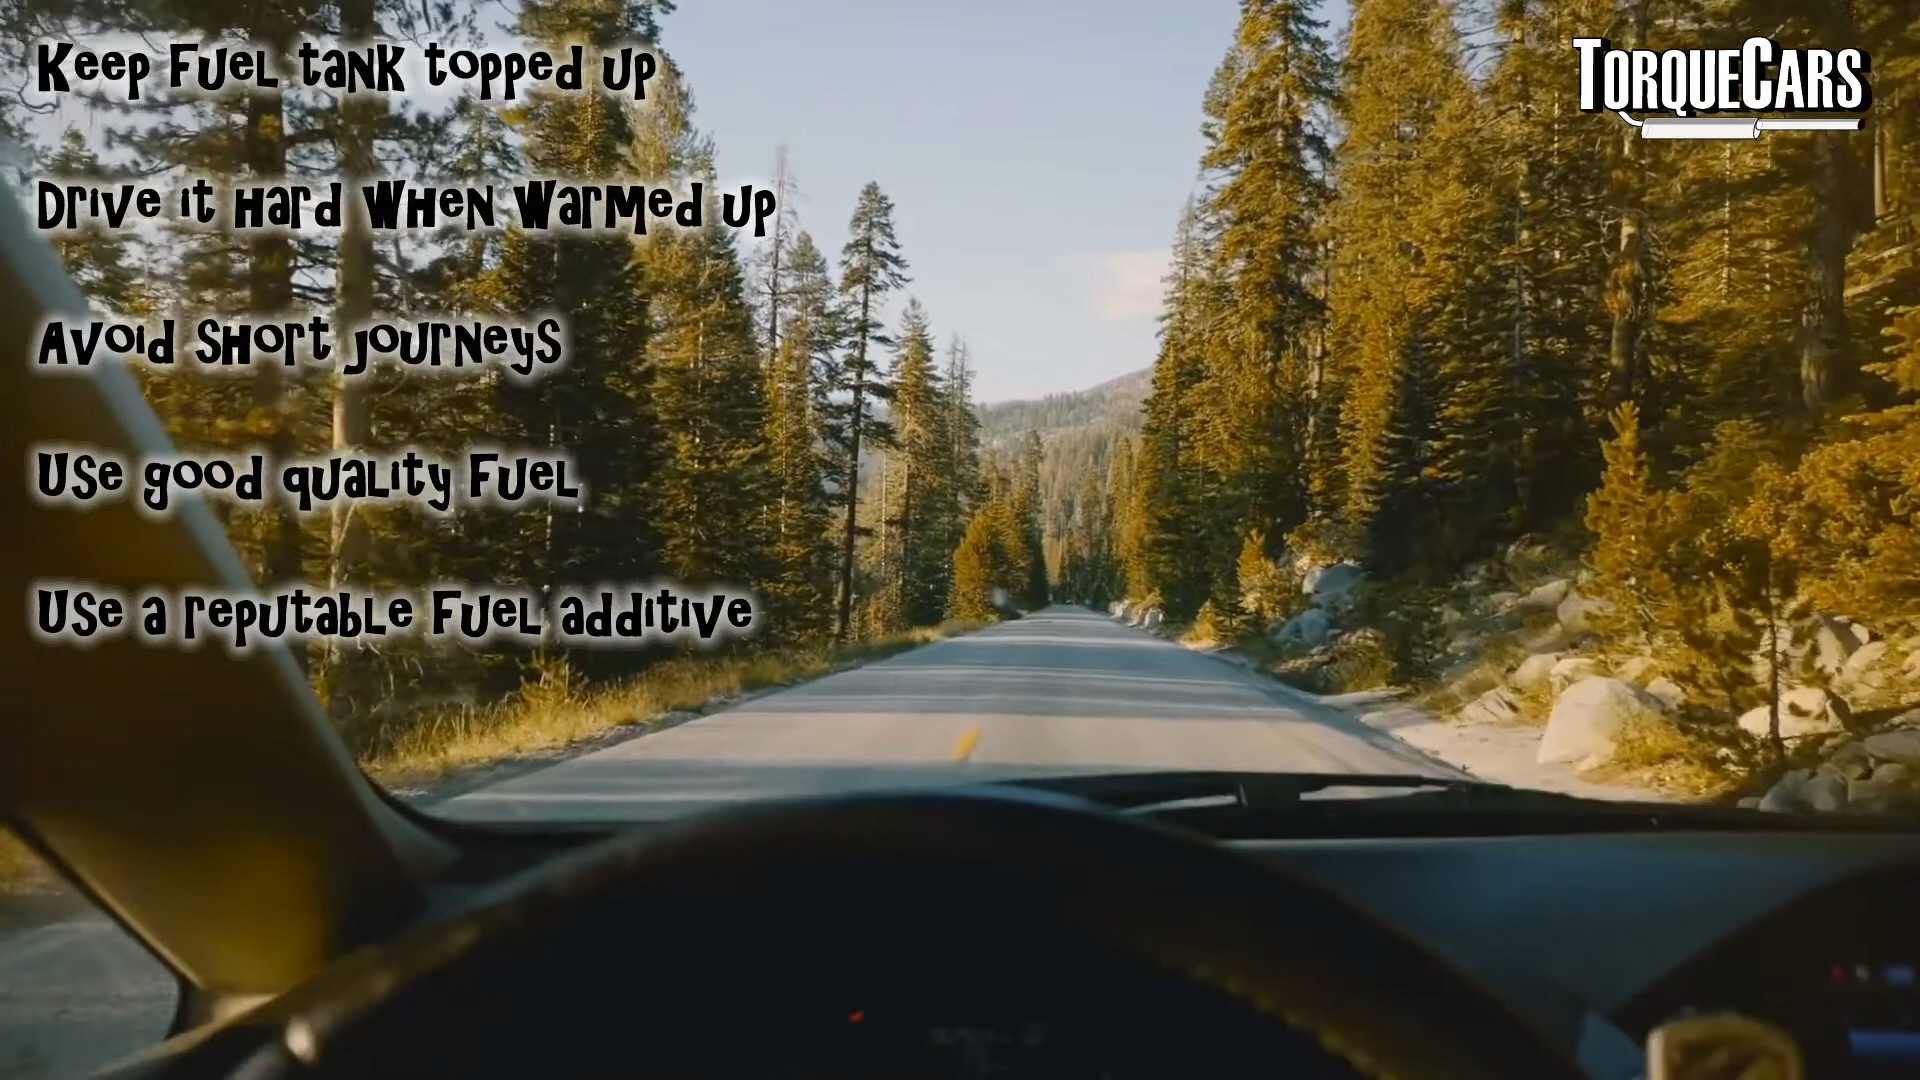 Keep Fuel tank topped up
TorqueCars
Drive it hard when warmed up
Avoid short journeys
Use good quality fuel
Use a reputable fuel additive